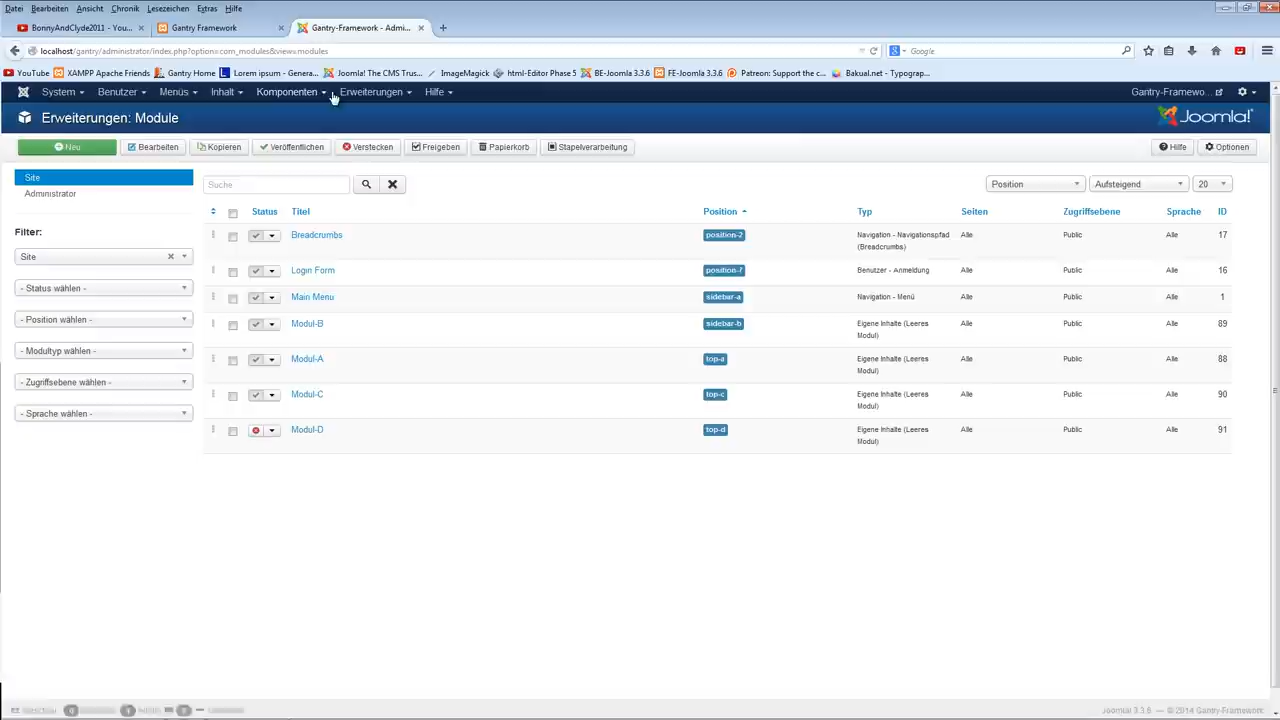 Datei Bearbeiten Ansicht Chronik Lesezeichen Extras Hilfe
BonnyAndClyde2011 - You... × Gantry Framework × Gantry-Framework - Admi... × +
localhost/gantry/administrator/index.php?option=com_modules&view=modules Google
YouTube XAMPP Apache Friends Gantry Home Lorem ipsum - Genera... Joomla! The CMS Trus... ImageMagick html-Editor Phase 5 BE-Joomla 3.3.6 FE-Joomla 3.3.6 Patreon: Support the c... Bakual.net - Typograp...
System Benutzer Menüs Inhalt Komponenten Erweiterungen Hilfe Gantry-Framewo...
Erweiterungen: Module Joomla!
Neu Bearbeiten Kopieren Veröffentlichen Verstecken Freigeben Papierkorb Stapelverarbeitung Hilfe Optionen
Site
Administrator
Filter:
Site
- Status wählen -
- Position wählen -
- Modultyp wählen -
- Zugriffsebene wählen -
- Sprache wählen -
Suche Position Aufsteigend 20
Status Titel Position Typ Seiten Zugriffsebene Sprache ID
Breadcrumbs position-2 Navigation - Navigationspfad (Breadcrumbs) Alle Public Alle 17
Login Form position-7 Benutzer - Anmeldung Alle Public Alle 16
Main Menu sidebar-a Navigation - Menü Alle Public Alle 1
Modul-B sidebar-b Eigene Inhalte (Leeres Modul) Alle Public Alle 89
Modul-A top-a Eigene Inhalte (Leeres Modul) Alle Public Alle 88
Modul-C top-c Eigene Inhalte (Leeres Modul) Alle Public Alle 90
Modul-D top-d Eigene Inhalte (Leeres Modul) Alle Public Alle 91
Joomla! 3.3.6 — © 2014 Gantry-Framework